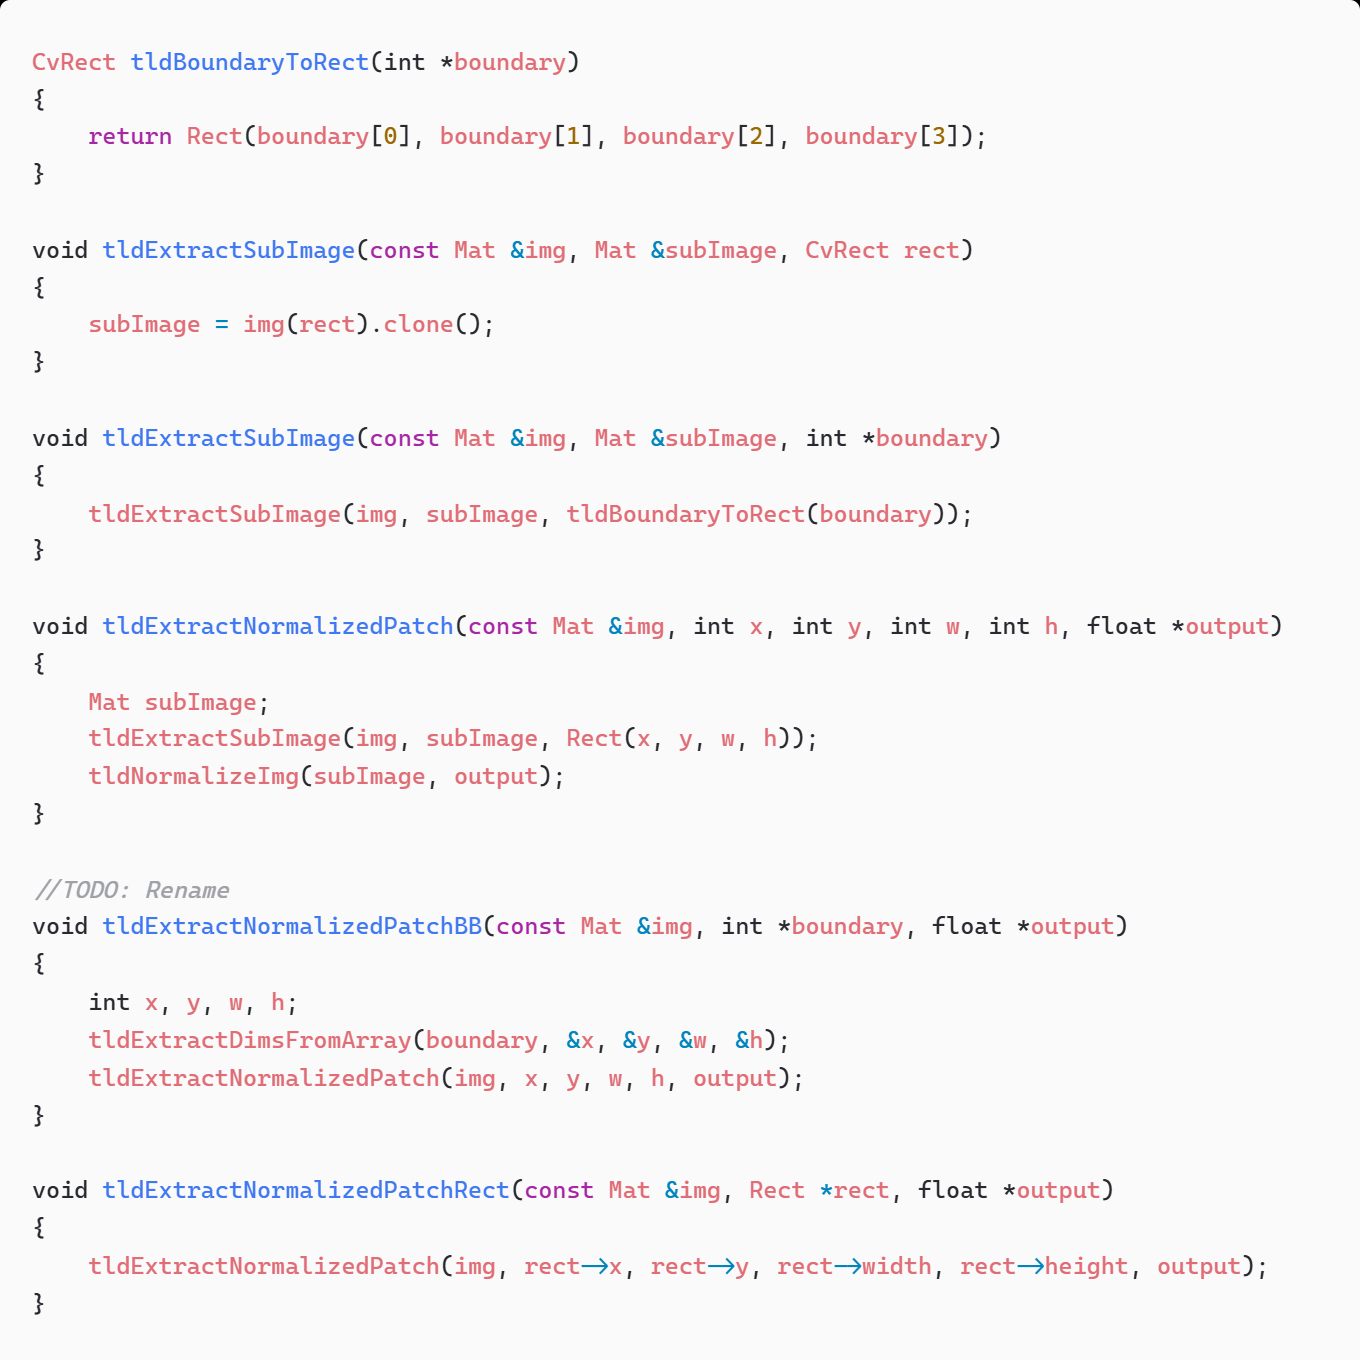 CvRect tldBoundaryToRect(int *boundary)
{
    return Rect(boundary[0], boundary[1], boundary[2], boundary[3]);
}

void tldExtractSubImage(const Mat &img, Mat &subImage, CvRect rect)
{
    subImage = img(rect).clone();
}

void tldExtractSubImage(const Mat &img, Mat &subImage, int *boundary)
{
    tldExtractSubImage(img, subImage, tldBoundaryToRect(boundary));
}

void tldExtractNormalizedPatch(const Mat &img, int x, int y, int w, int h, float *output)
{
    Mat subImage;
    tldExtractSubImage(img, subImage, Rect(x, y, w, h));
    tldNormalizeImg(subImage, output);
}

//TODO: Rename
void tldExtractNormalizedPatchBB(const Mat &img, int *boundary, float *output)
{
    int x, y, w, h;
    tldExtractDimsFromArray(boundary, &x, &y, &w, &h);
    tldExtractNormalizedPatch(img, x, y, w, h, output);
}

void tldExtractNormalizedPatchRect(const Mat &img, Rect *rect, float *output)
{
    tldExtractNormalizedPatch(img, rect->x, rect->y, rect->width, rect->height, output);
}